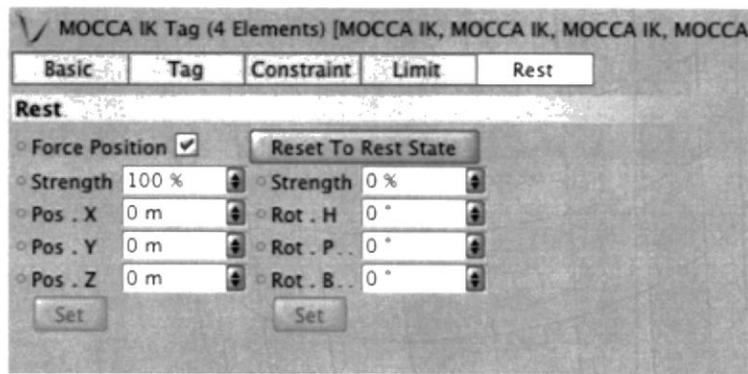 MOCCA IK Tag (4 Elements) [MOCCA IK, MOCCA IK, MOCCA IK, MOCCA
Basic Tag Constraint Limit Rest
Rest
Force Position Reset To Rest State
Strength 100 % Strength 0 %
Pos . X 0 m Rot . H 0 °
Pos . Y 0 m Rot . P . . 0 °
Pos . Z 0 m Rot . B . . 0 °
Set Set